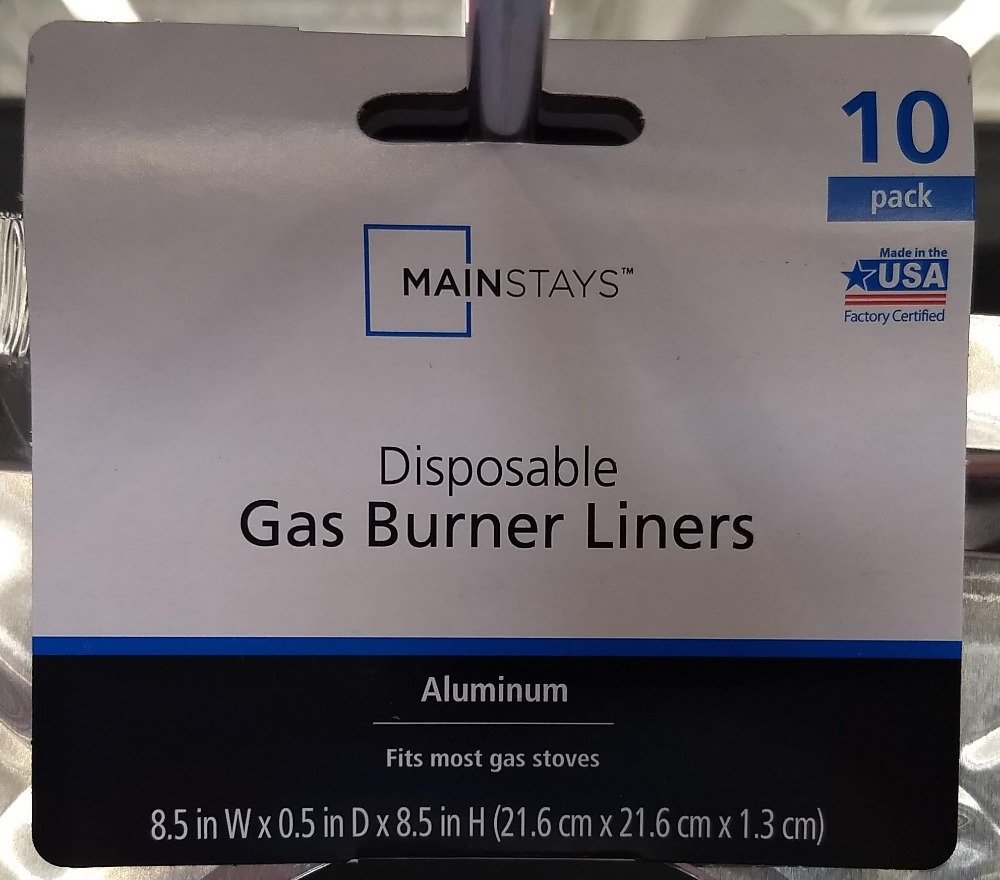 10
pack
MAINSTAYS™
Made in the
USA
Factory Certified
Disposable
Gas Burner Liners
Aluminum
Fits most gas stoves
8.5 in W x 0.5 in D x 8.5 in H (21.6 cm x 21.6 cm x 1.3 cm)